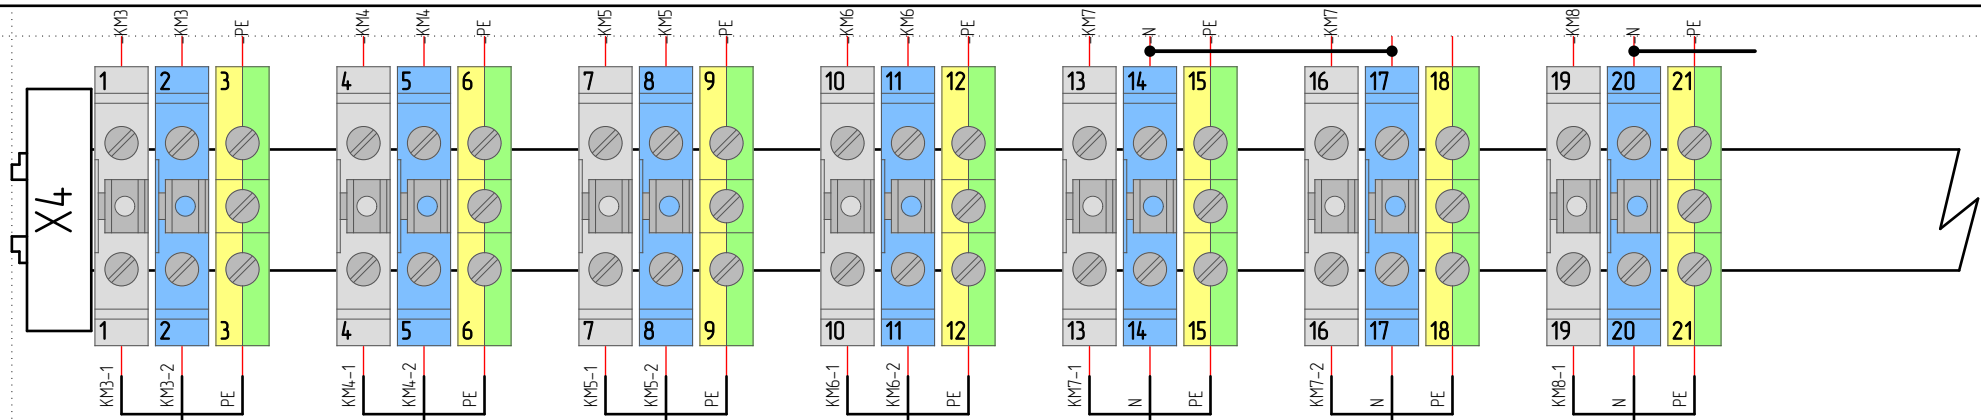 KM3 KM3 PE KM4 KM4 PE KM5 KM5 PE KM6 KM6 PE KM7 N PE KM7 KM8 N PE
1 2 3 4 5 6 7 8 9 10 11 12 13 14 15 16 17 18 19 20 21
X4
1 2 3 4 5 6 7 8 9 10 11 12 13 14 15 16 17 18 19 20 21
KM3-1 KM3-2 PE KM4-1 KM4-2 PE KM5-1 KM5-2 PE KM6-1 KM6-2 PE KM7-1 N PE KM7-2 N PE KM8-1 N PE